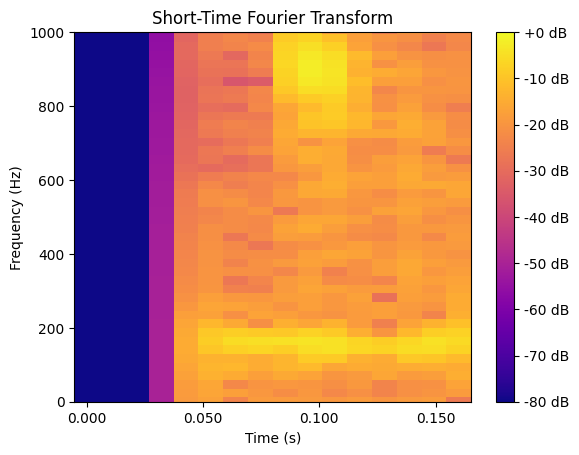 Short-Time Fourier Transform
1000
800
600
400
200
0
Frequency (Hz)
0.000
0.050
0.100
0.150
Time (s)
+0 dB
-10 dB
-20 dB
-30 dB
-40 dB
-50 dB
-60 dB
-70 dB
-80 dB